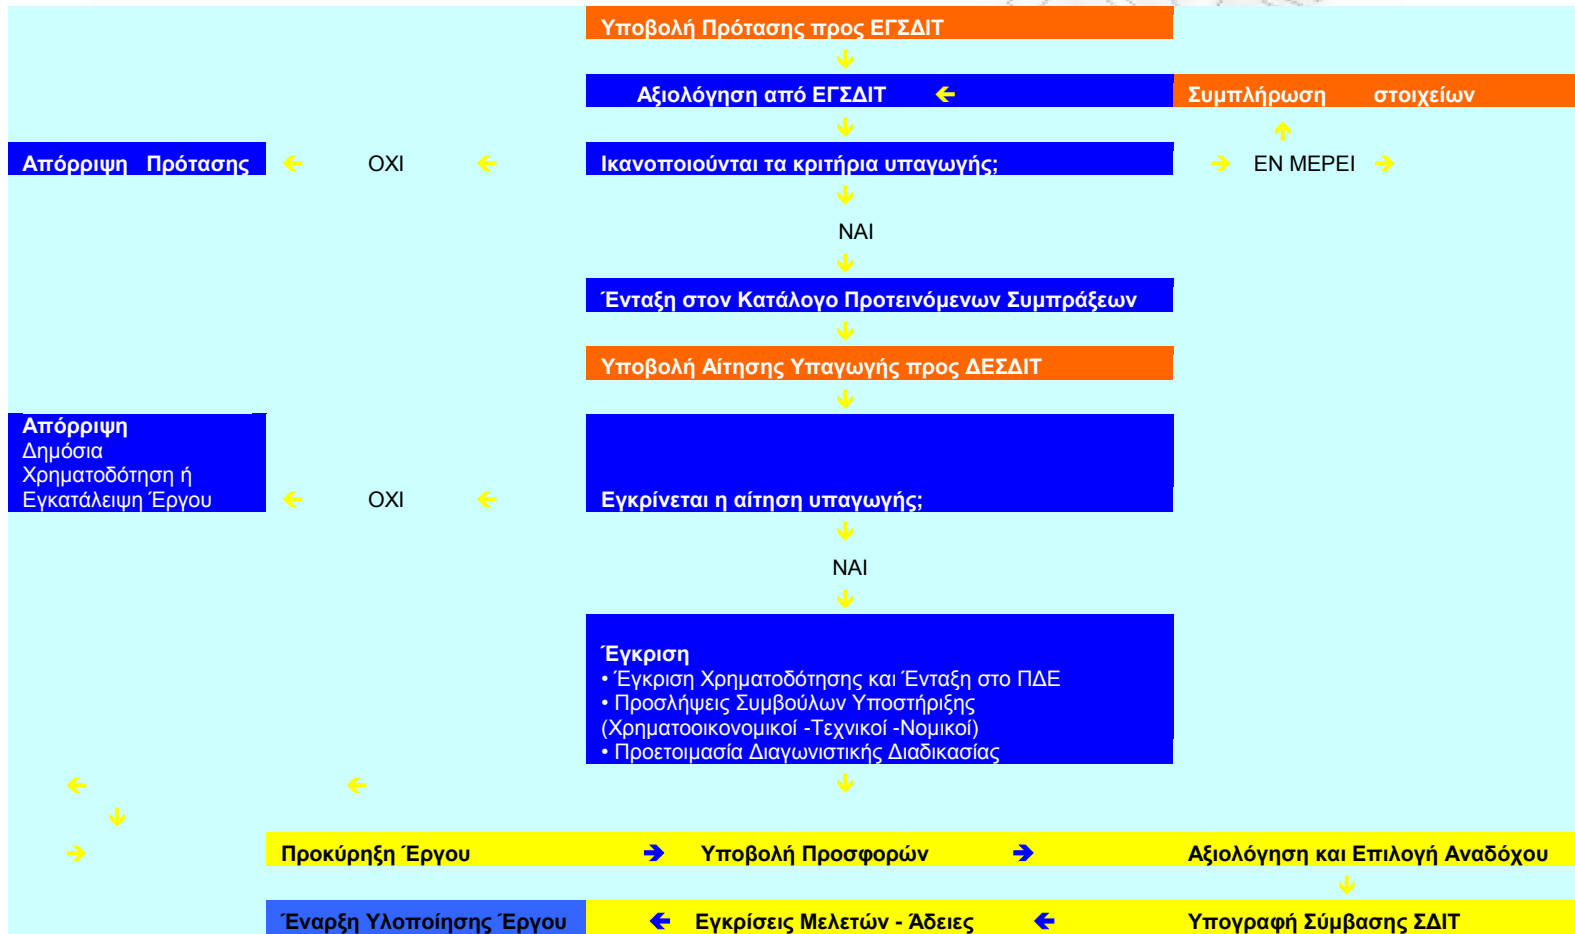 Υποβολή Πρότασης προς ΕΓΣΔΙΤ
Αξιολόγηση από ΕΓΣΔΙΤ
Συμπλήρωση στοιχείων
Απόρριψη Πρότασης
ΟΧΙ
Ικανοποιούνται τα κριτήρια υπαγωγής;
ΕΝ ΜΕΡΕΙ
ΝΑΙ
Ένταξη στον Κατάλογο Προτεινόμενων Συμπράξεων
Υποβολή Αίτησης Υπαγωγής προς ΔΕΣΔΙΤ
Απόρριψη
Δημόσια
Χρηματοδότηση ή
Εγκατάλειψη Έργου
ΟΧΙ
Εγκρίνεται η αίτηση υπαγωγής;
ΝΑΙ
Έγκριση
• Έγκριση Χρηματοδότησης και Ένταξη στο ΠΔΕ
• Προσλήψεις Συμβούλων Υποστήριξης
(Χρηματοοικονομικοί -Τεχνικοί -Νομικοί)
• Προετοιμασία Διαγωνιστικής Διαδικασίας
Προκύρηξη Έργου
Υποβολή Προσφορών
Αξιολόγηση και Επιλογή Αναδόχου
Έναρξη Υλοποίησης Έργου
Εγκρίσεις Μελετών - Άδειες
Υπογραφή Σύμβασης ΣΔΙΤ